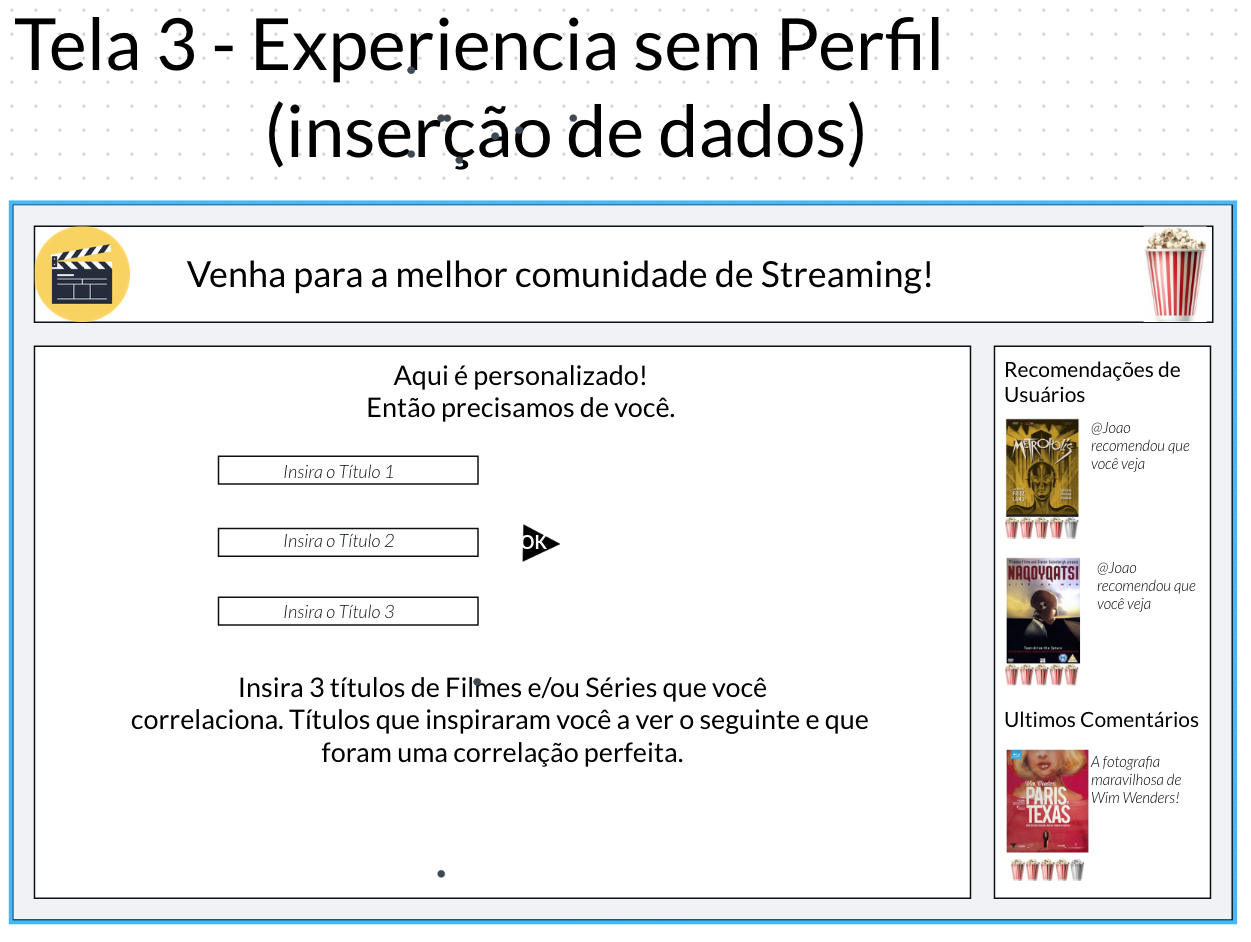 Tela 3 - Experiencia sem Perfil
(inserção de dados)
Venha para a melhor comunidade de Streaming!
Aqui é personalizado!
Então precisamos de você.
Insira o Título 1
Insira o Título 2
OK
Insira o Título 3
Insira 3 títulos de Filmes e/ou Séries que você
correlaciona. Títulos que inspiraram você a ver o seguinte e que
foram uma correlação perfeita.
Recomendações de
Usuários
METROPOLIS
FRITZ
LANG
@Joao
recomendou que
você veja
NAQOYQATSI
@Joao
recomendou que
você veja
Ultimos Comentários
Wim Wenders
PARIS,
TEXAS
A fotografia
maravilhosa de
Wim Wenders!